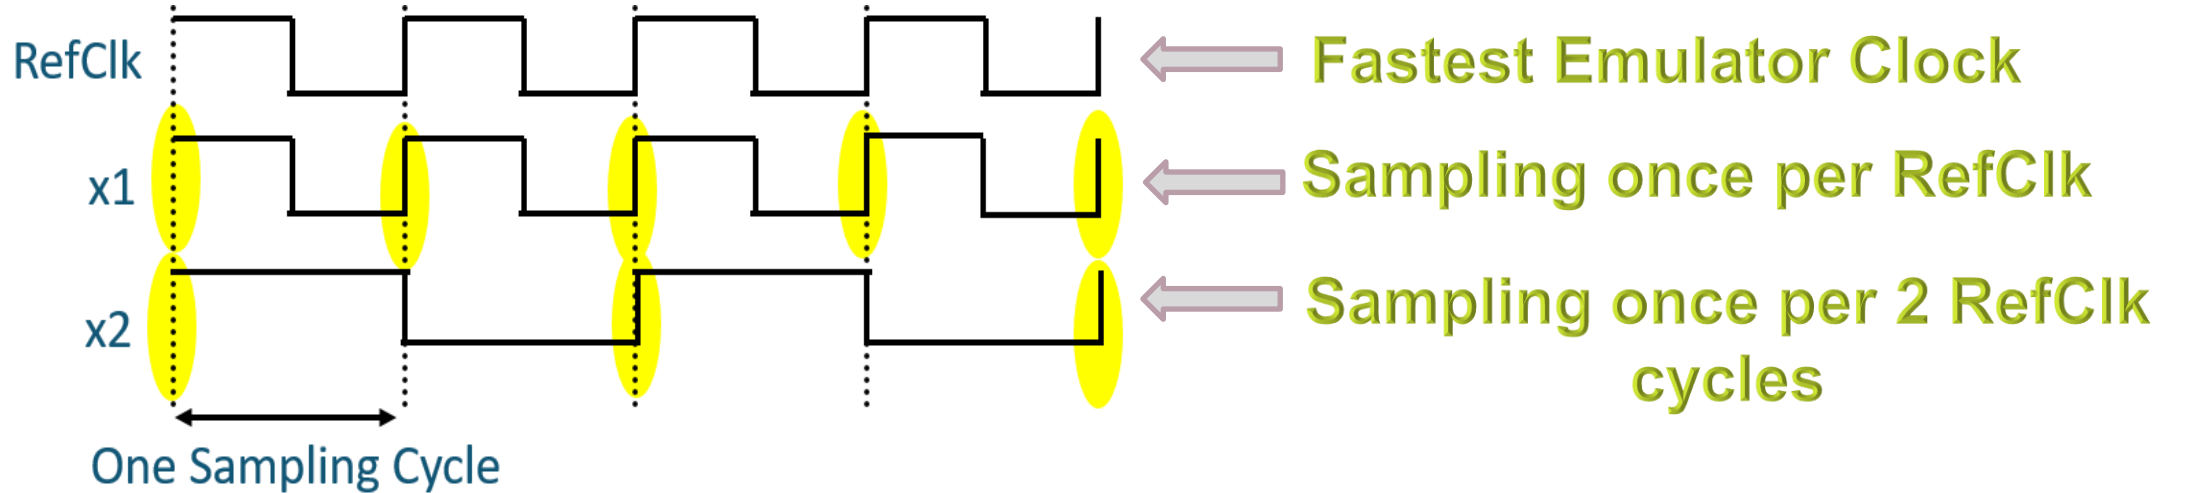 RefClk
Fastest Emulator Clock
x1
Sampling once per RefClk
x2
Sampling once per 2 RefClk
cycles
One Sampling Cycle